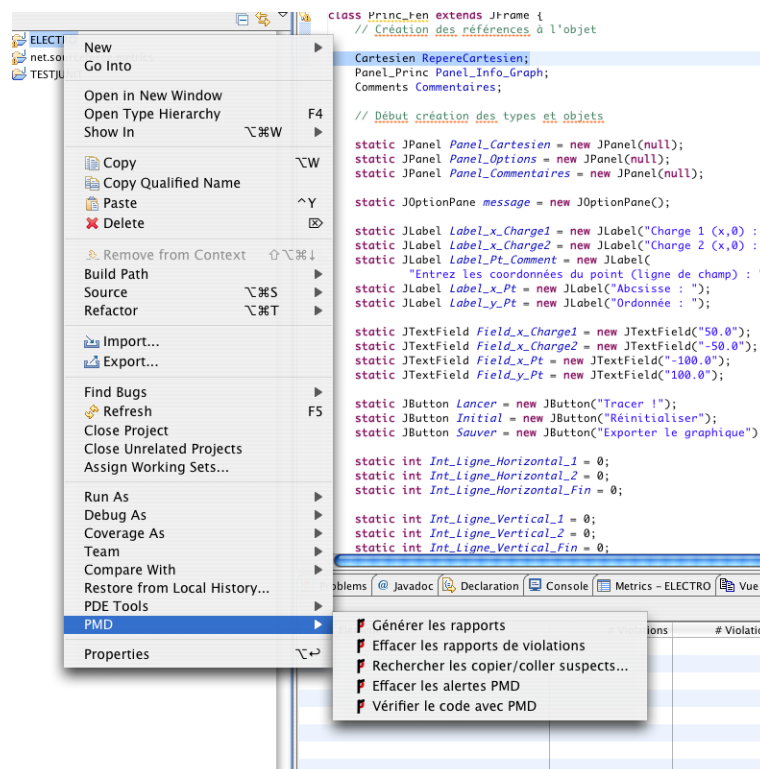 class Princ_Fen extends JFrame {
// Création des références à l'objet
Cartesien RepereCartesien;
Panel_Princ Panel_Info_Graph;
Comments Commentaires;
// Début création des types et objets
static JPanel Panel_Cartesien = new JPanel(null);
static JPanel Panel_Options = new JPanel(null);
static JPanel Panel_Commentaires = new JPanel(null);
static JOptionPane message = new JOptionPane();
static JLabel Label_x_Charge1 = new JLabel("Charge 1 (x,0) :
static JLabel Label_x_Charge2 = new JLabel("Charge 2 (x,0) :
static JLabel Label_Pt_Comment = new JLabel(
"Entrez les coordonnées du point (ligne de champ) : "
static JLabel Label_x_Pt = new JLabel("Abcsisse : ");
static JLabel Label_y_Pt = new JLabel("Ordonnée : ");
static JTextField Field_x_Charge1 = new JTextField("50.0");
static JTextField Field_x_Charge2 = new JTextField("-50.0");
static JTextField Field_x_Pt = new JTextField("-100.0");
static JTextField Field_y_Pt = new JTextField("100.0");
static JButton Lancer = new JButton("Tracer !");
static JButton Initial = new JButton("Réinitialiser");
static JButton Sauver = new JButton("Exporter le graphique")
static int Int_Ligne_Horizontal_1 = 0;
static int Int_Ligne_Horizontal_2 = 0;
static int Int_Ligne_Horizontal_Fin = 0;
static int Int_Ligne_Vertical_1 = 0;
static int Int_Ligne_Vertical_2 = 0;
static int Int_Ligne_Vertical_Fin = 0;
ELECT
net.sou
TESTJU
New
Go Into
Open in New Window
Open Type Hierarchy F4
Show In ⌥⌘W
Copy ⌥W
Copy Qualified Name
Paste ^Y
Delete ⌦
Remove from Context ⇧⌥⌘↓
Build Path
Source ⌥⌘S
Refactor ⌥⌘T
Import...
Export...
Find Bugs
Refresh F5
Close Project
Close Unrelated Projects
Assign Working Sets...
Run As
Debug As
Coverage As
Team
Compare With
Restore from Local History...
PDE Tools
PMD
Properties ⌥↩
blems @ Javadoc Declaration Console Metrics - ELECTRO Vue
# Violations # Violati
Générer les rapports
Effacer les rapports de violations
Rechercher les copier/coller suspects...
Effacer les alertes PMD
Vérifier le code avec PMD